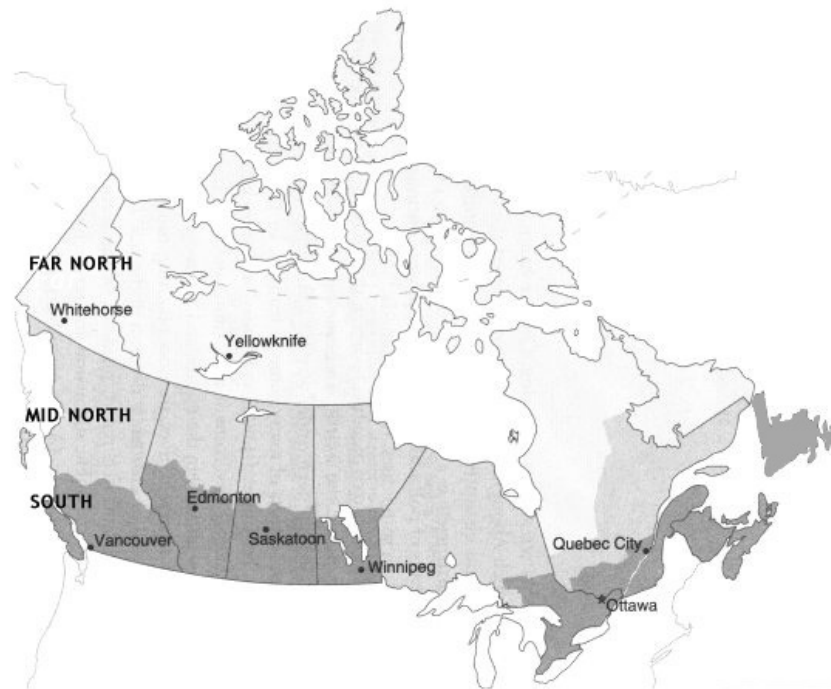 FAR NORTH
Whitehorse
Yellowknife
MID NORTH
SOUTH
Edmonton
Vancouver
Saskatoon
Winnipeg
Quebec City
Ottawa